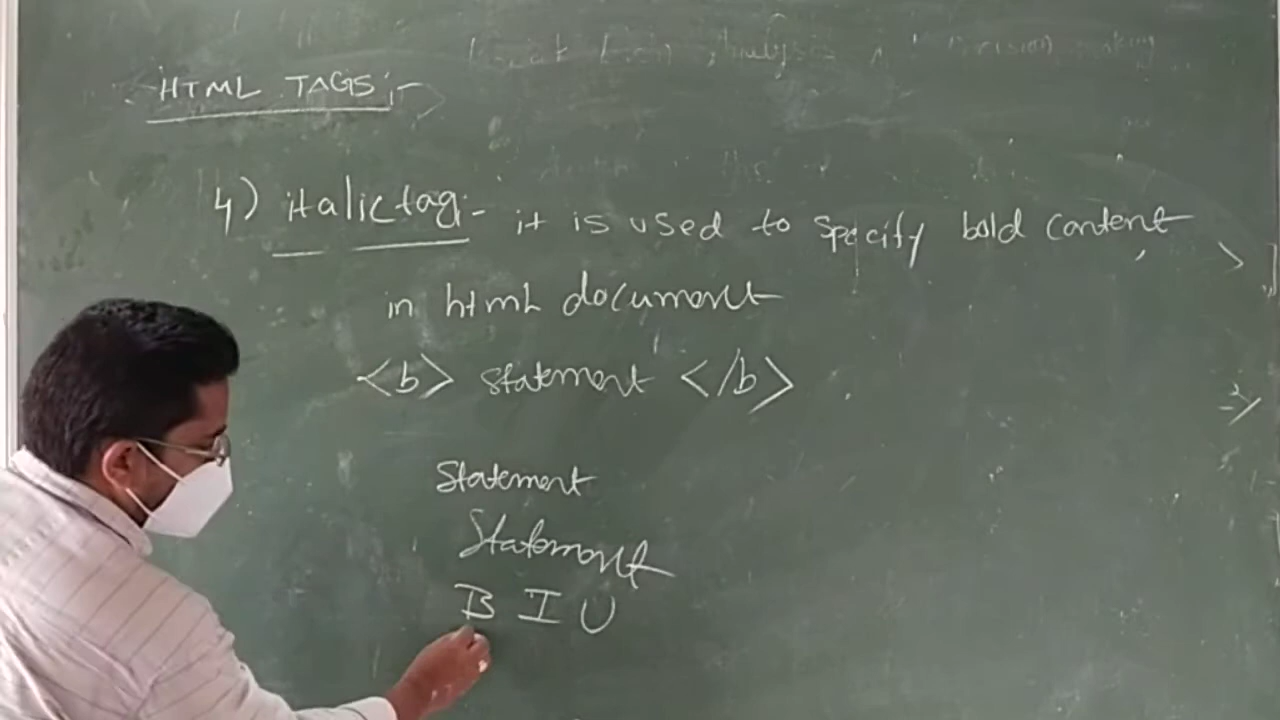 HTML TAGS:-
4) italic tag:- it is used to specify bold content
in html document
<b> statement </b>
Statement
Statement
B I U